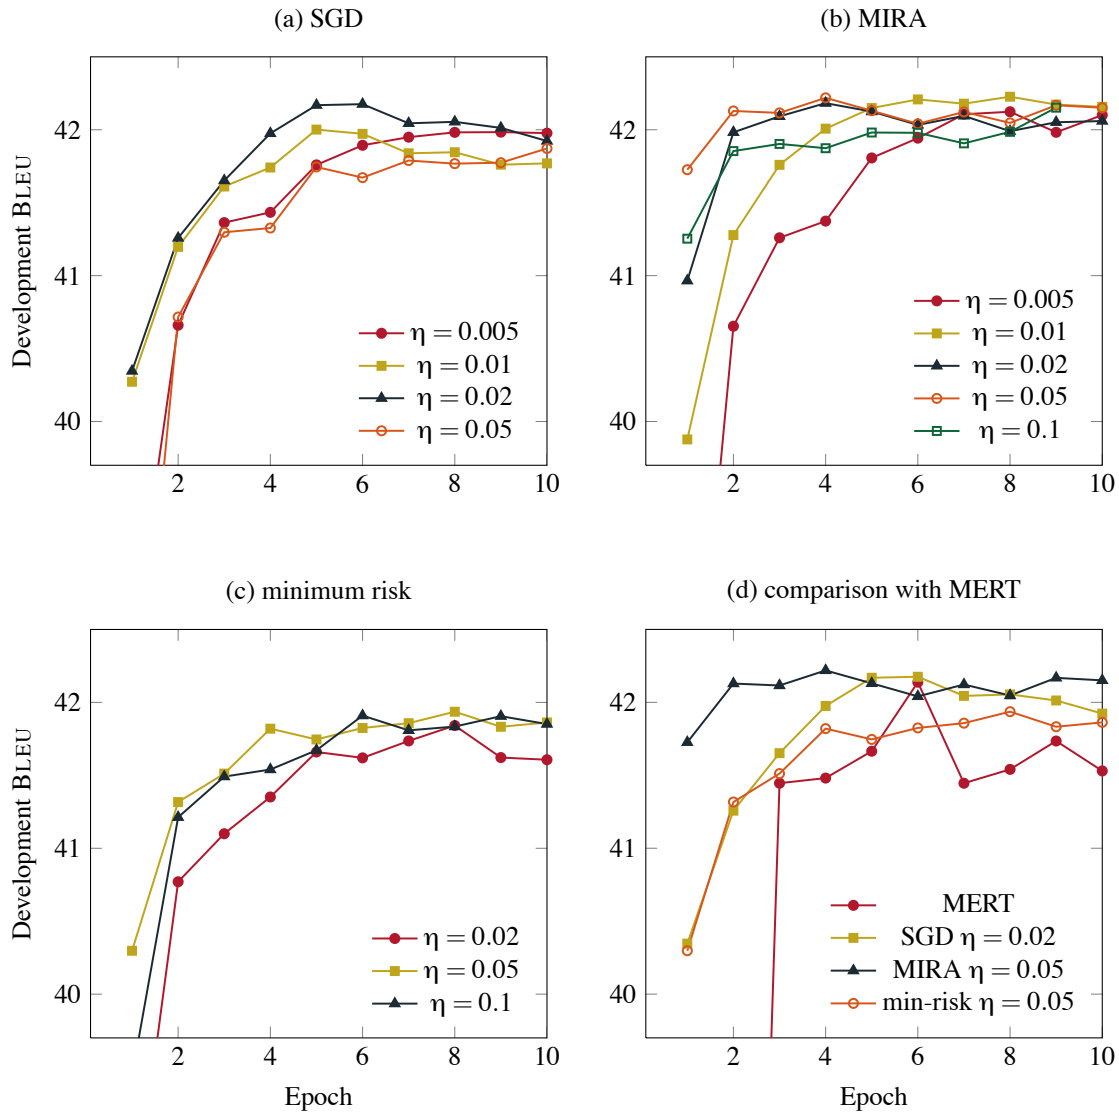 (a) SGD
(b) MIRA
Development BLEU
42
41
40
2
4
6
8
10
η = 0.005
η = 0.01
η = 0.02
η = 0.05
42
41
40
2
4
6
8
10
η = 0.005
η = 0.01
η = 0.02
η = 0.05
η = 0.1
(c) minimum risk
(d) comparison with MERT
Development BLEU
42
41
40
2
4
6
8
10
Epoch
η = 0.02
η = 0.05
η = 0.1
42
41
40
2
4
6
8
10
Epoch
MERT
SGD η = 0.02
MIRA η = 0.05
min-risk η = 0.05